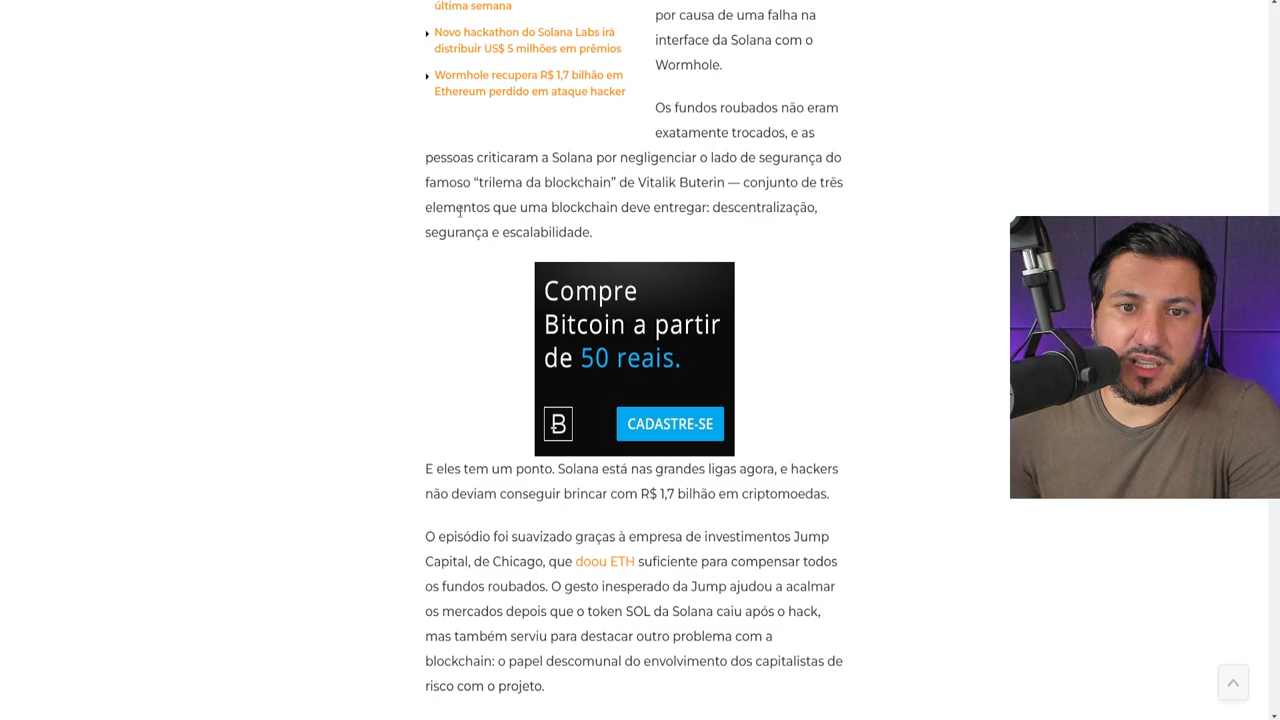 última semana
Novo hackathon do Solana Labs irá
distribuir US$ 5 milhões em prêmios
Wormhole recupera R$ 1,7 bilhão em
Ethereum perdido em ataque hacker
por causa de uma falha na
interface da Solana com o
Wormhole.
Os fundos roubados não eram
exatamente trocados, e as
pessoas criticaram a Solana por negligenciar o lado de segurança do
famoso “trilema da blockchain” de Vitalik Buterin — conjunto de três
elementos que uma blockchain deve entregar: descentralização,
segurança e escalabilidade.
Compre
Bitcoin a partir
de 50 reais.
CADASTRE-SE
E eles tem um ponto. Solana está nas grandes ligas agora, e hackers
não deviam conseguir brincar com R$ 1,7 bilhão em criptomoedas.
O episódio foi suavizado graças à empresa de investimentos Jump
Capital, de Chicago, que doou ETH suficiente para compensar todos
os fundos roubados. O gesto inesperado da Jump ajudou a acalmar
os mercados depois que o token SOL da Solana caiu após o hack,
mas também serviu para destacar outro problema com a
blockchain: o papel descomunal do envolvimento dos capitalistas de
risco com o projeto.